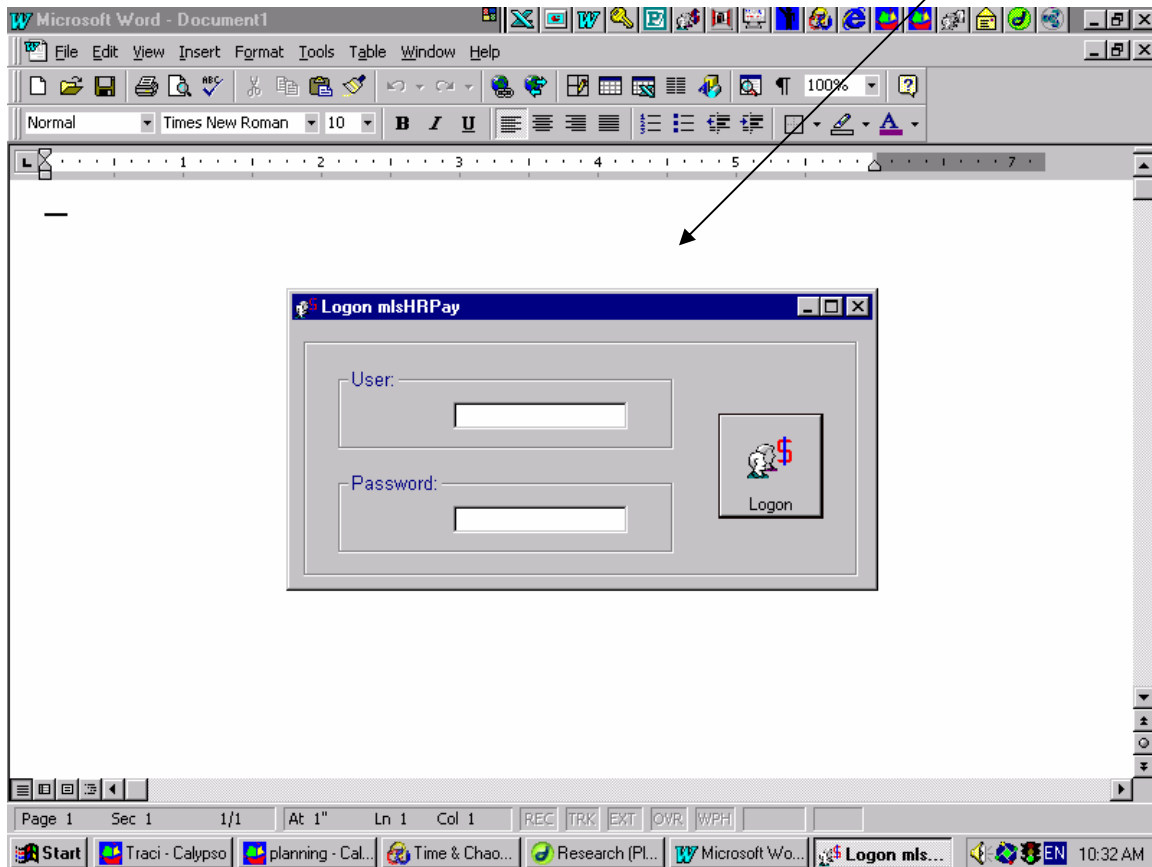 Microsoft Word - Document1
File Edit View Insert Format Tools Table Window Help
100%
Normal Times New Roman 10 B I U A
1 2 3 4 5 7
Logon mlsHRPay
User:
Password:
Logon
Page 1 Sec 1 1/1 At 1" Ln 1 Col 1 REC TRK EXT OVR WPH
Start Traci - Calypso planning - Cal... Time & Chao... Research (Pl... Microsoft Wo... Logon mls... EN 10:32 AM